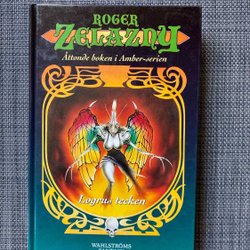 ROGER
ZELAZNY
Åttonde boken i Amber-serien
Logrus tecken
WAHLSTRÖMS